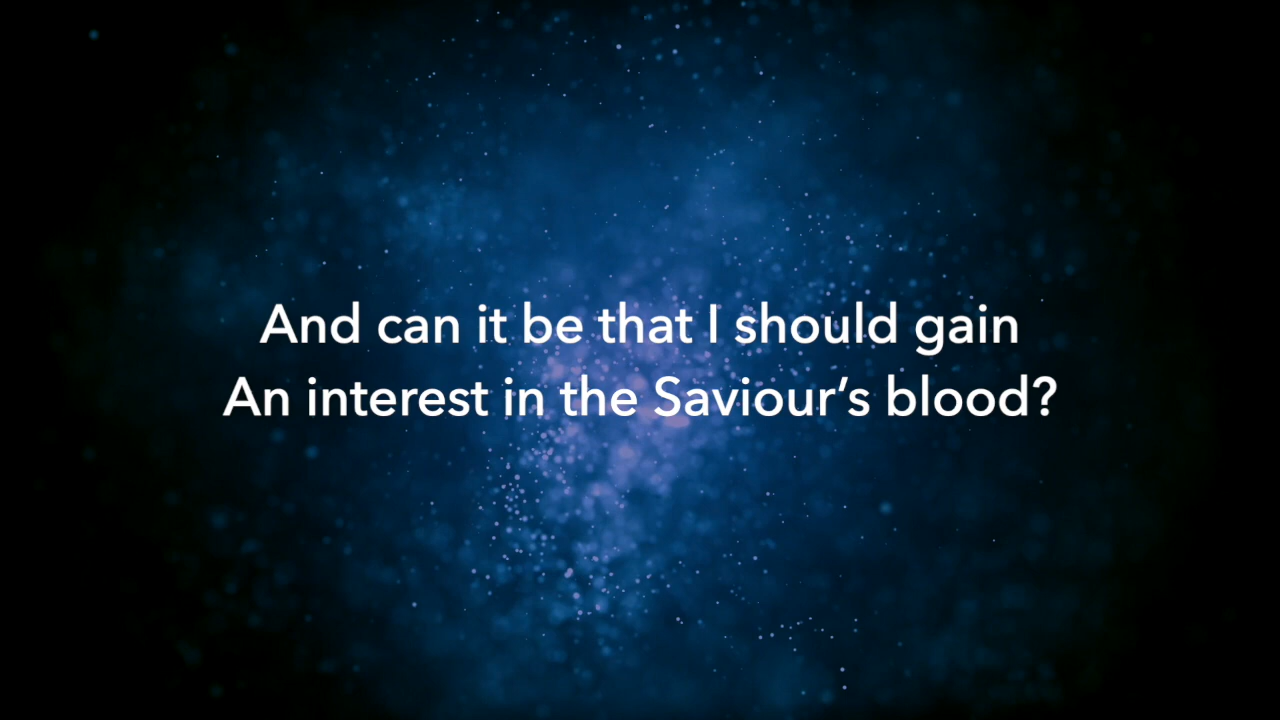 And can it be that I should gain
An interest in the Saviour’s blood?